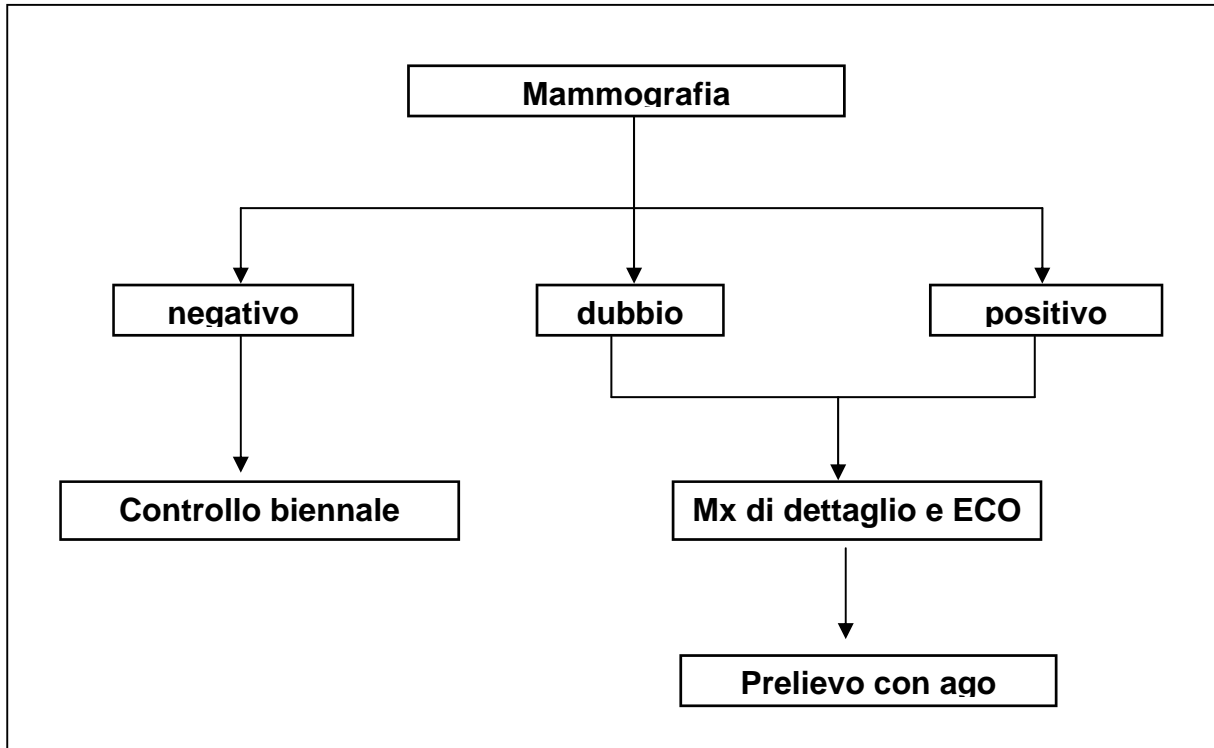 Mammografia
negativo
dubbio
positivo
Controllo biennale
Mx di dettaglio e ECO
Prelievo con ago